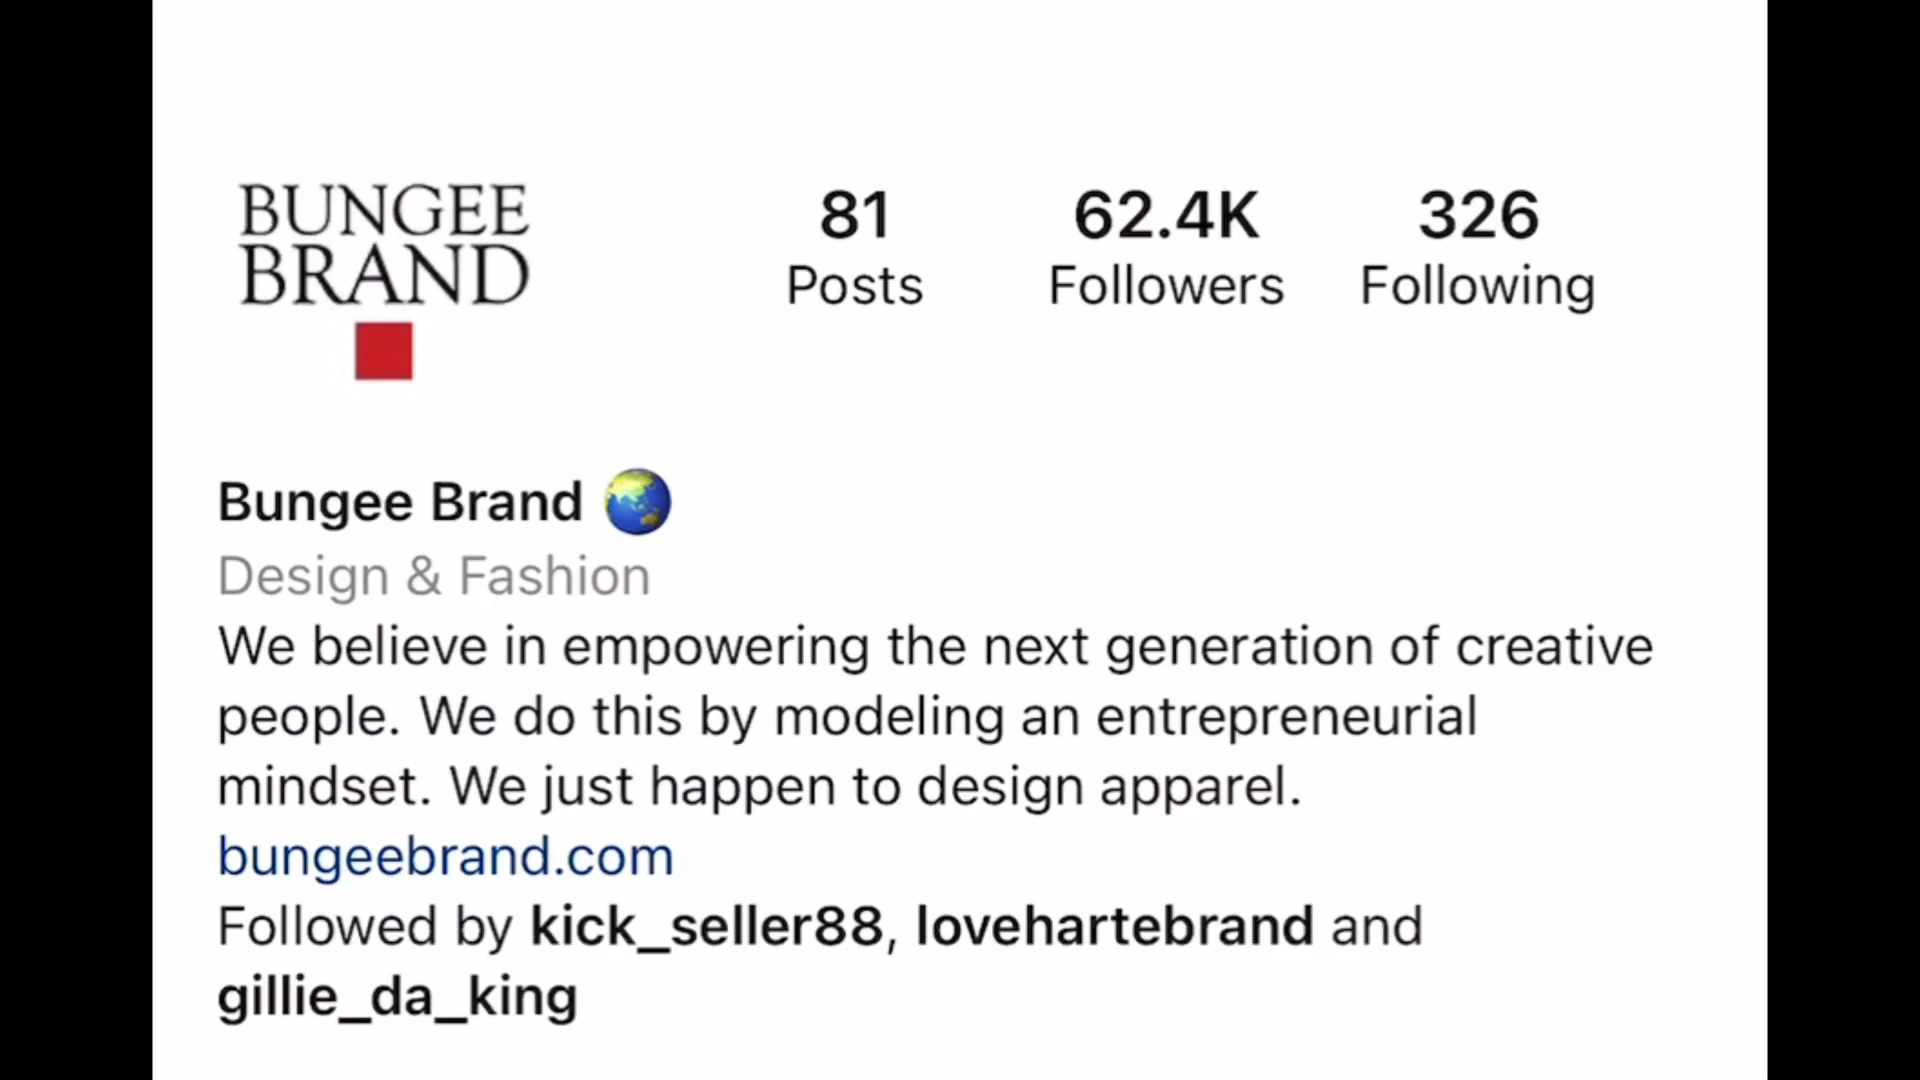 BUNGEE
BRAND
81
Posts
62.4K
Followers
326
Following
Bungee Brand
Design & Fashion
We believe in empowering the next generation of creative
people. We do this by modeling an entrepreneurial
mindset. We just happen to design apparel.
bungeebrand.com
Followed by kick_seller88, lovehartebrand and
gillie_da_king